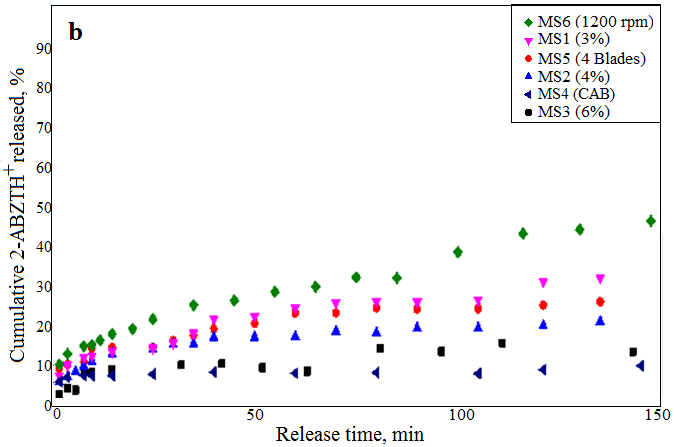 b
MS6 (1200 rpm)
MS1 (3%)
MS5 (4 Blades)
MS2 (4%)
MS4 (CAB)
MS3 (6%)
Cumulative 2-ABZTH+ released, %
90
80
70
60
50
40
30
20
10
0
0 50 100 150
Release time, min